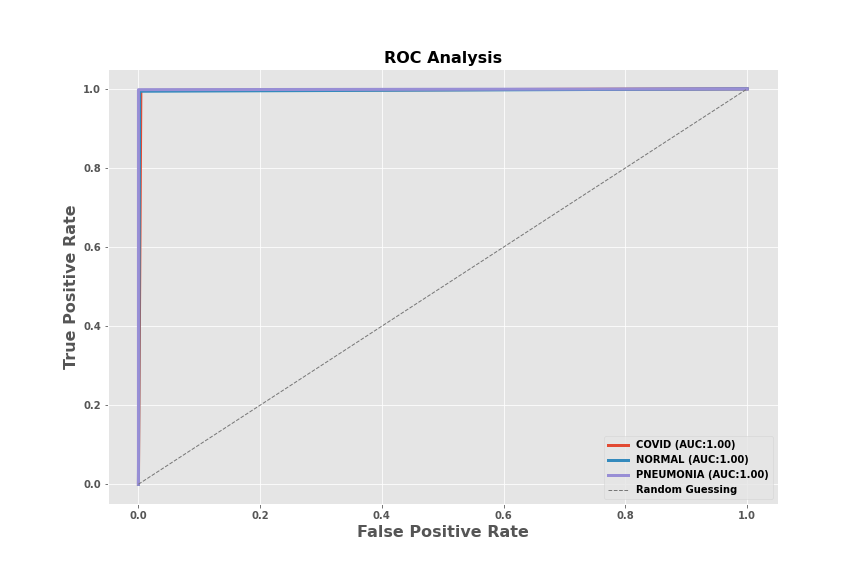 ROC Analysis
True Positive Rate
1.0
0.8
0.6
0.4
0.2
0.0
COVID (AUC:1.00)
NORMAL (AUC:1.00)
PNEUMONIA (AUC:1.00)
Random Guessing
0.0 0.2 0.4 0.6 0.8 1.0
False Positive Rate